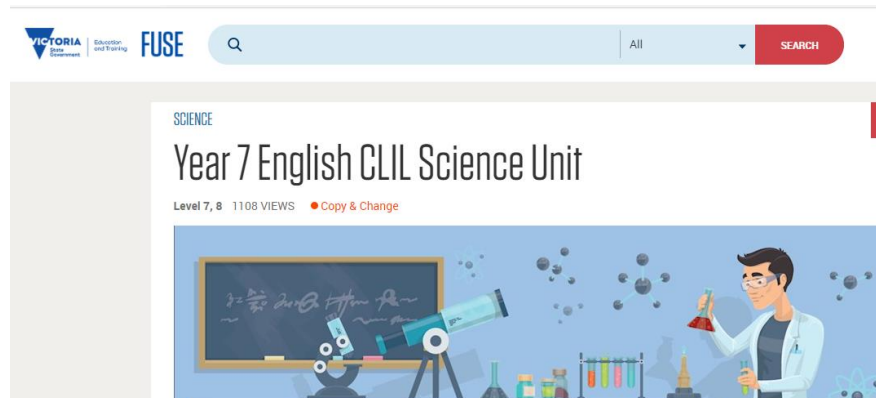 VICTORIA
State
Government
Education
and Training
FUSE
All
SEARCH
SCIENCE
Year 7 English CLIL Science Unit
Level 7, 8 1108 VIEWS Copy & Change